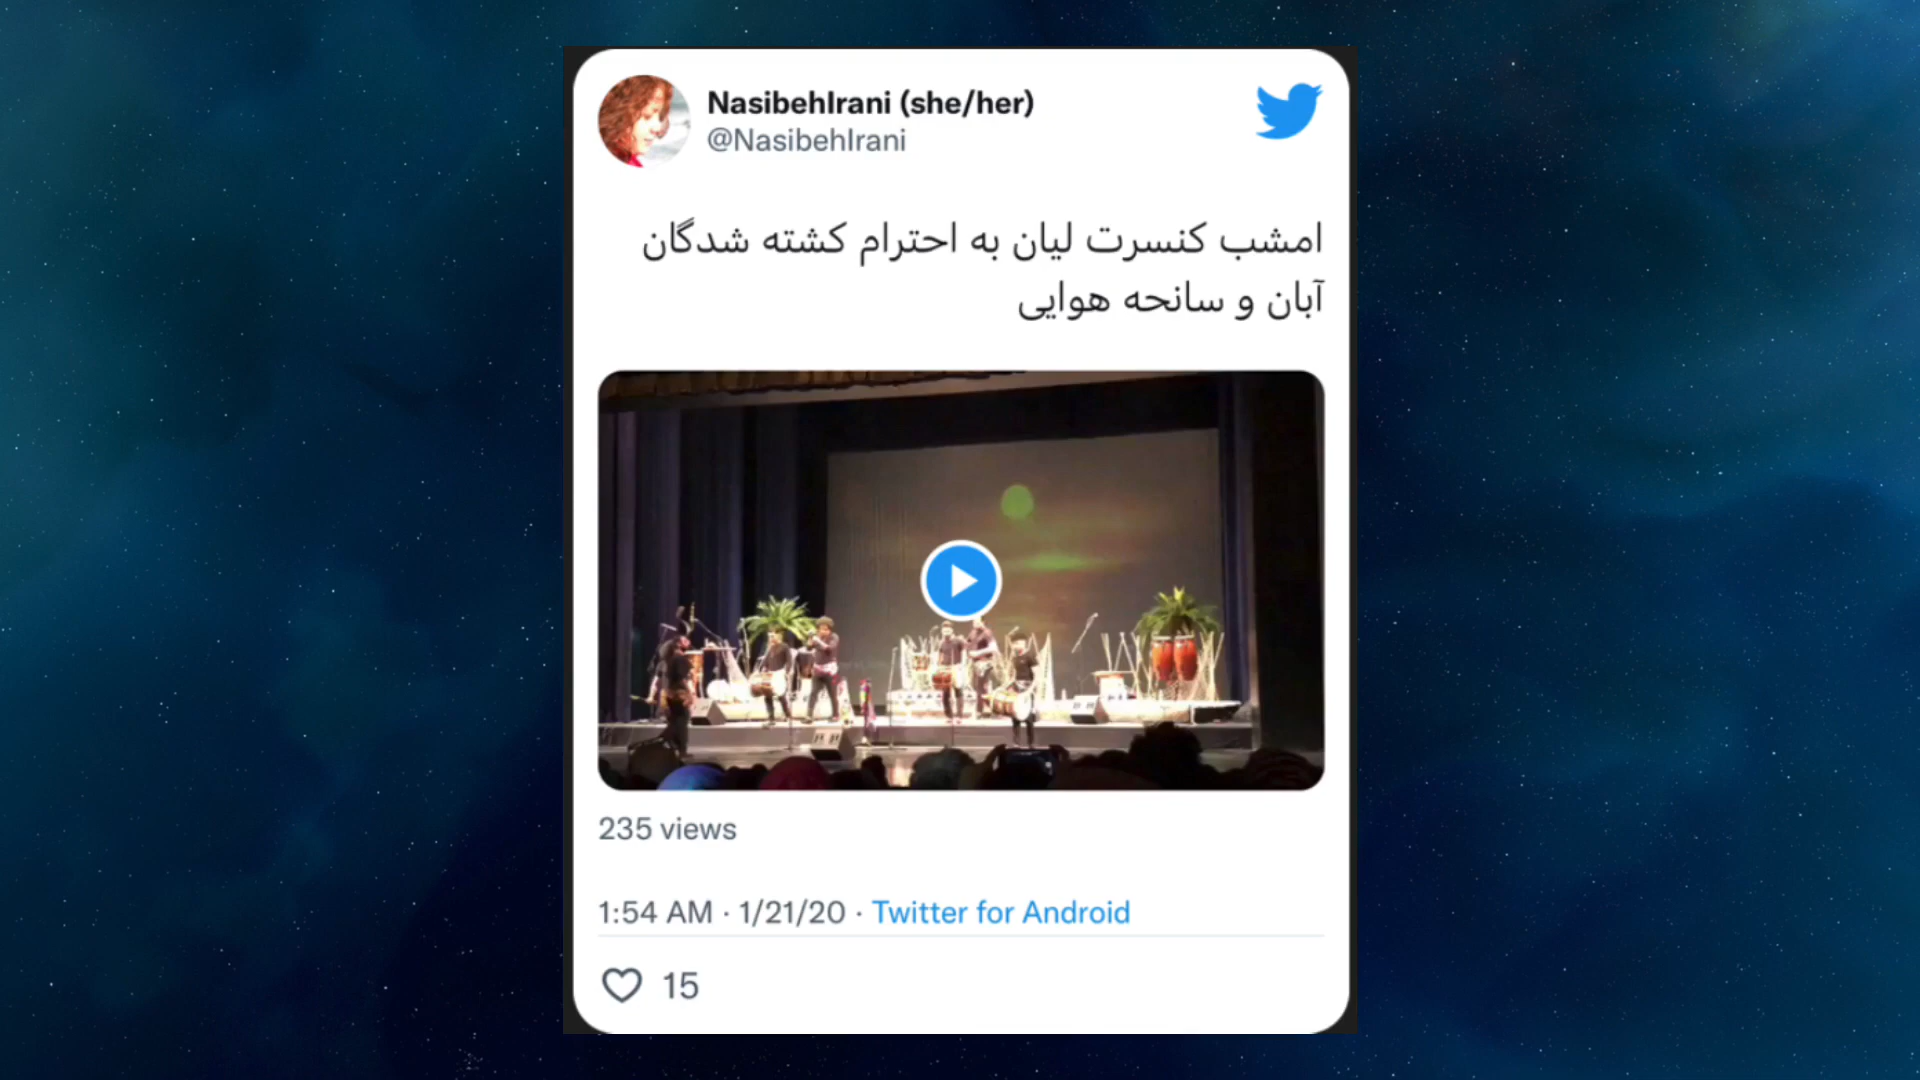 NasibehIrani (she/her)
@NasibehIrani
امشب کنسرت لیان به احترام کشته شدگان
آبان و سانحه هوایی
235 views
1:54 AM · 1/21/20 · Twitter for Android
15